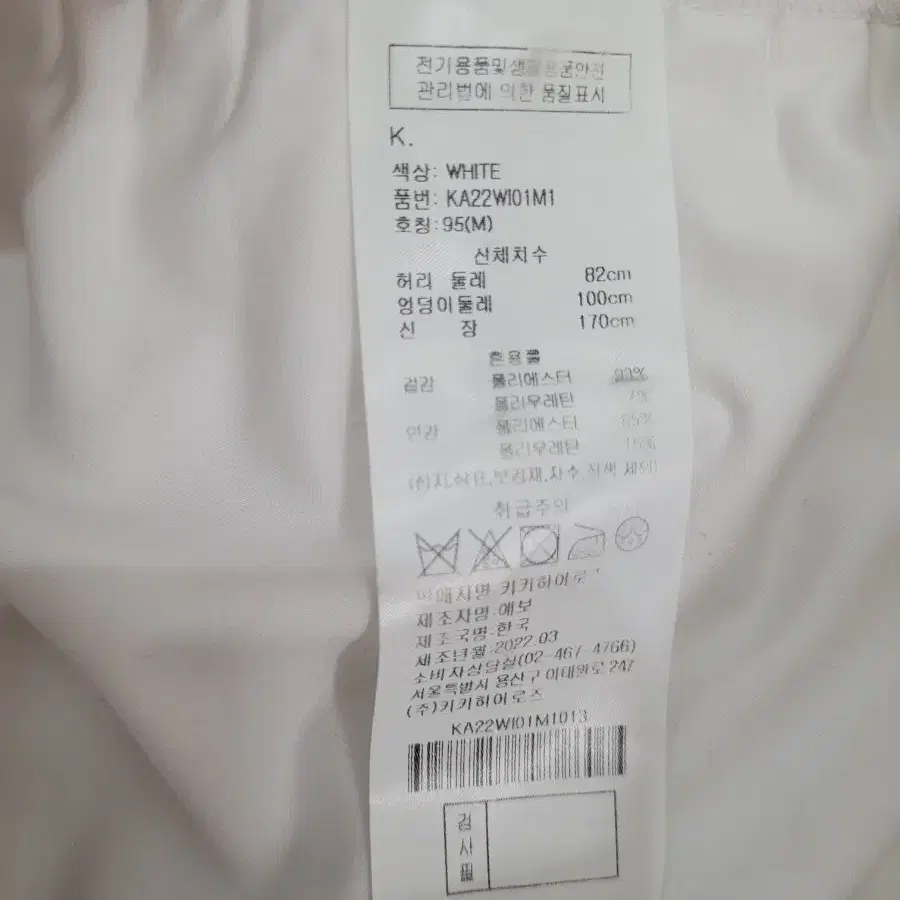 전기용품및생활용품안전
관리법에 의한 품질표시
K.
색상: WHITE
품번: KA22WI01M1
호칭: 95(M)
신체치수
허리 둘레 82cm
엉덩이둘레 100cm
신 장 170cm
혼용률
겉감 폴리에스터 93%
폴리우레탄 7%
안감 폴리에스터 85%
폴리우레탄 15%
취급주의
판매자명:키키히어로즈
제조자명:애보
제조국명:한국
제조년월:2022.03
소비자상담실(02-467-4766)
서울특별시 용산구 이태원로 247
(주)키키히어로즈
KA22WI01M1013
검
사
필